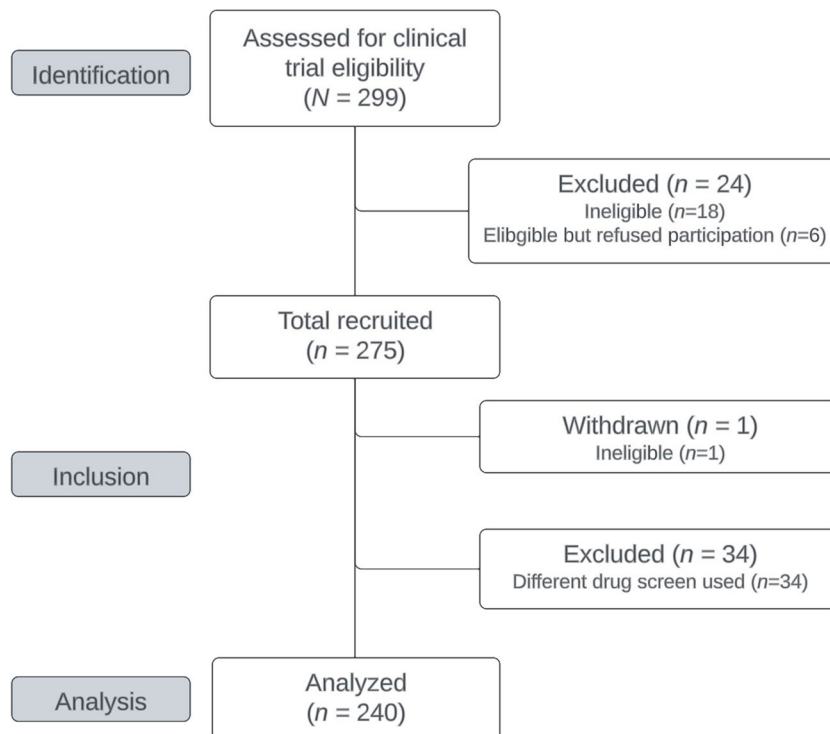 Identification
Assessed for clinical
trial eligibility
(N = 299)
Excluded (n = 24)
Ineligible (n=18)
Elibgible but refused participation (n=6)
Total recruited
(n = 275)
Withdrawn (n = 1)
Ineligible (n=1)
Inclusion
Excluded (n = 34)
Different drug screen used (n=34)
Analysis
Analyzed
(n = 240)